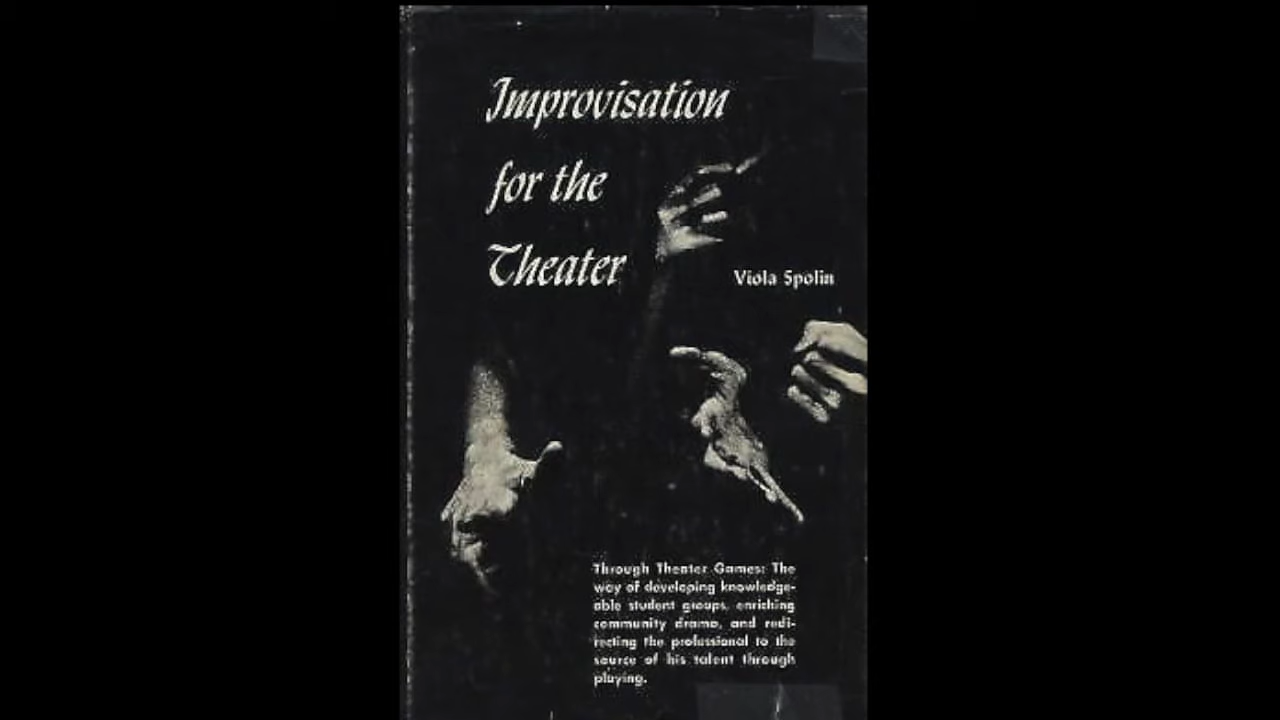 Improvisation
for the
Theater
Viola Spolin
Through Theater Games: The
way of developing knowledge-
able student groups, enriching
community drama, and redi-
recting the professional to the
source of his talent through
playing.